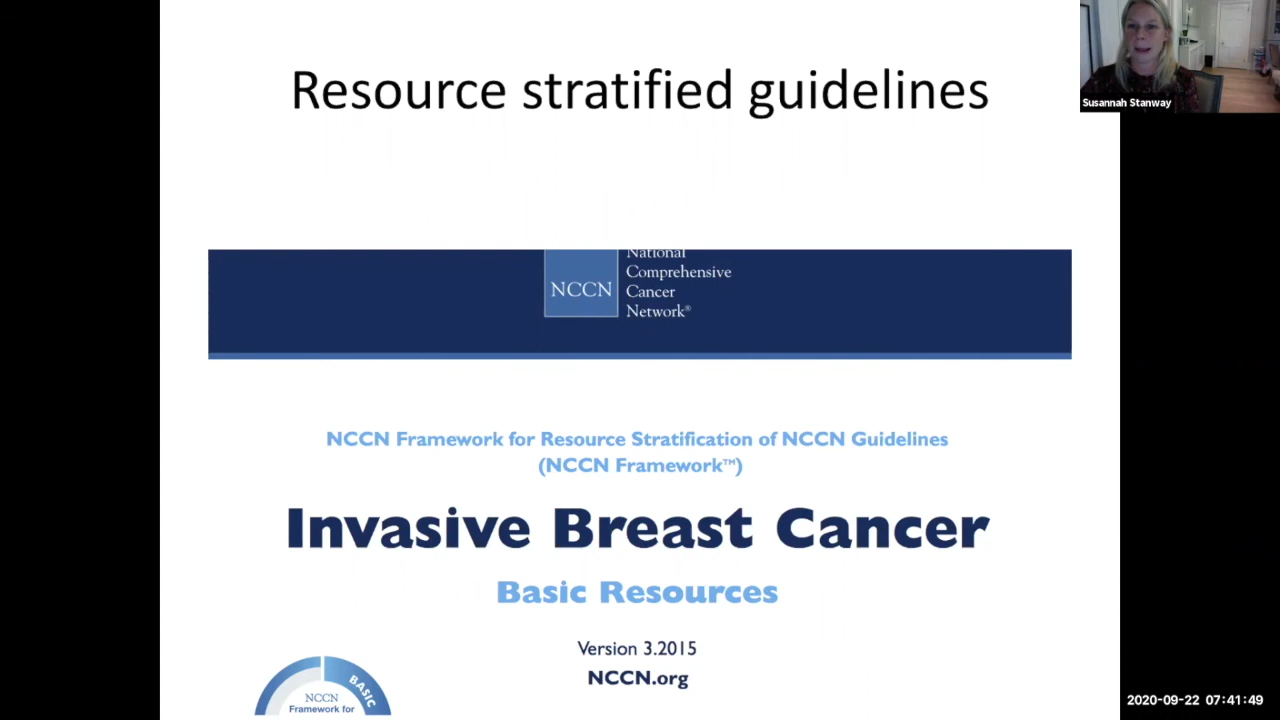 Resource stratified guidelines
Susannah Stanway
NCCN
National
Comprehensive
Cancer
Network®
NCCN Framework for Resource Stratification of NCCN Guidelines
(NCCN Framework™)
Invasive Breast Cancer
Basic Resources
Version 3.2015
NCCN.org
BASIC
NCCN
Framework for
2020-09-22 07:41:49